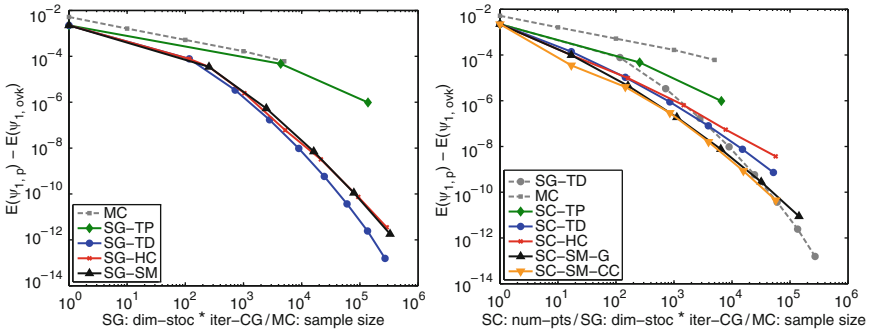 E(ψ1,p) − E(ψ1,ovk)
10^-2
10^-4
10^-6
10^-8
10^-10
10^-12
10^-14
MC
SG−TP
SG−TD
SG−HC
SG−SM
10^0 10^1 10^2 10^3 10^4 10^5 10^6
SG: dim-stoc * iter-CG/MC: sample size
E(ψ1,p) − E(ψ1,ovk)
10^-2
10^-4
10^-6
10^-8
10^-10
10^-12
10^-14
SG−TD
MC
SC−TP
SC−TD
SC−HC
SC−SM−G
SC−SM−CC
10^0 10^1 10^2 10^3 10^4 10^5 10^6
SC: num-pts/SG: dim-stoc * iter-CG/MC: sample size